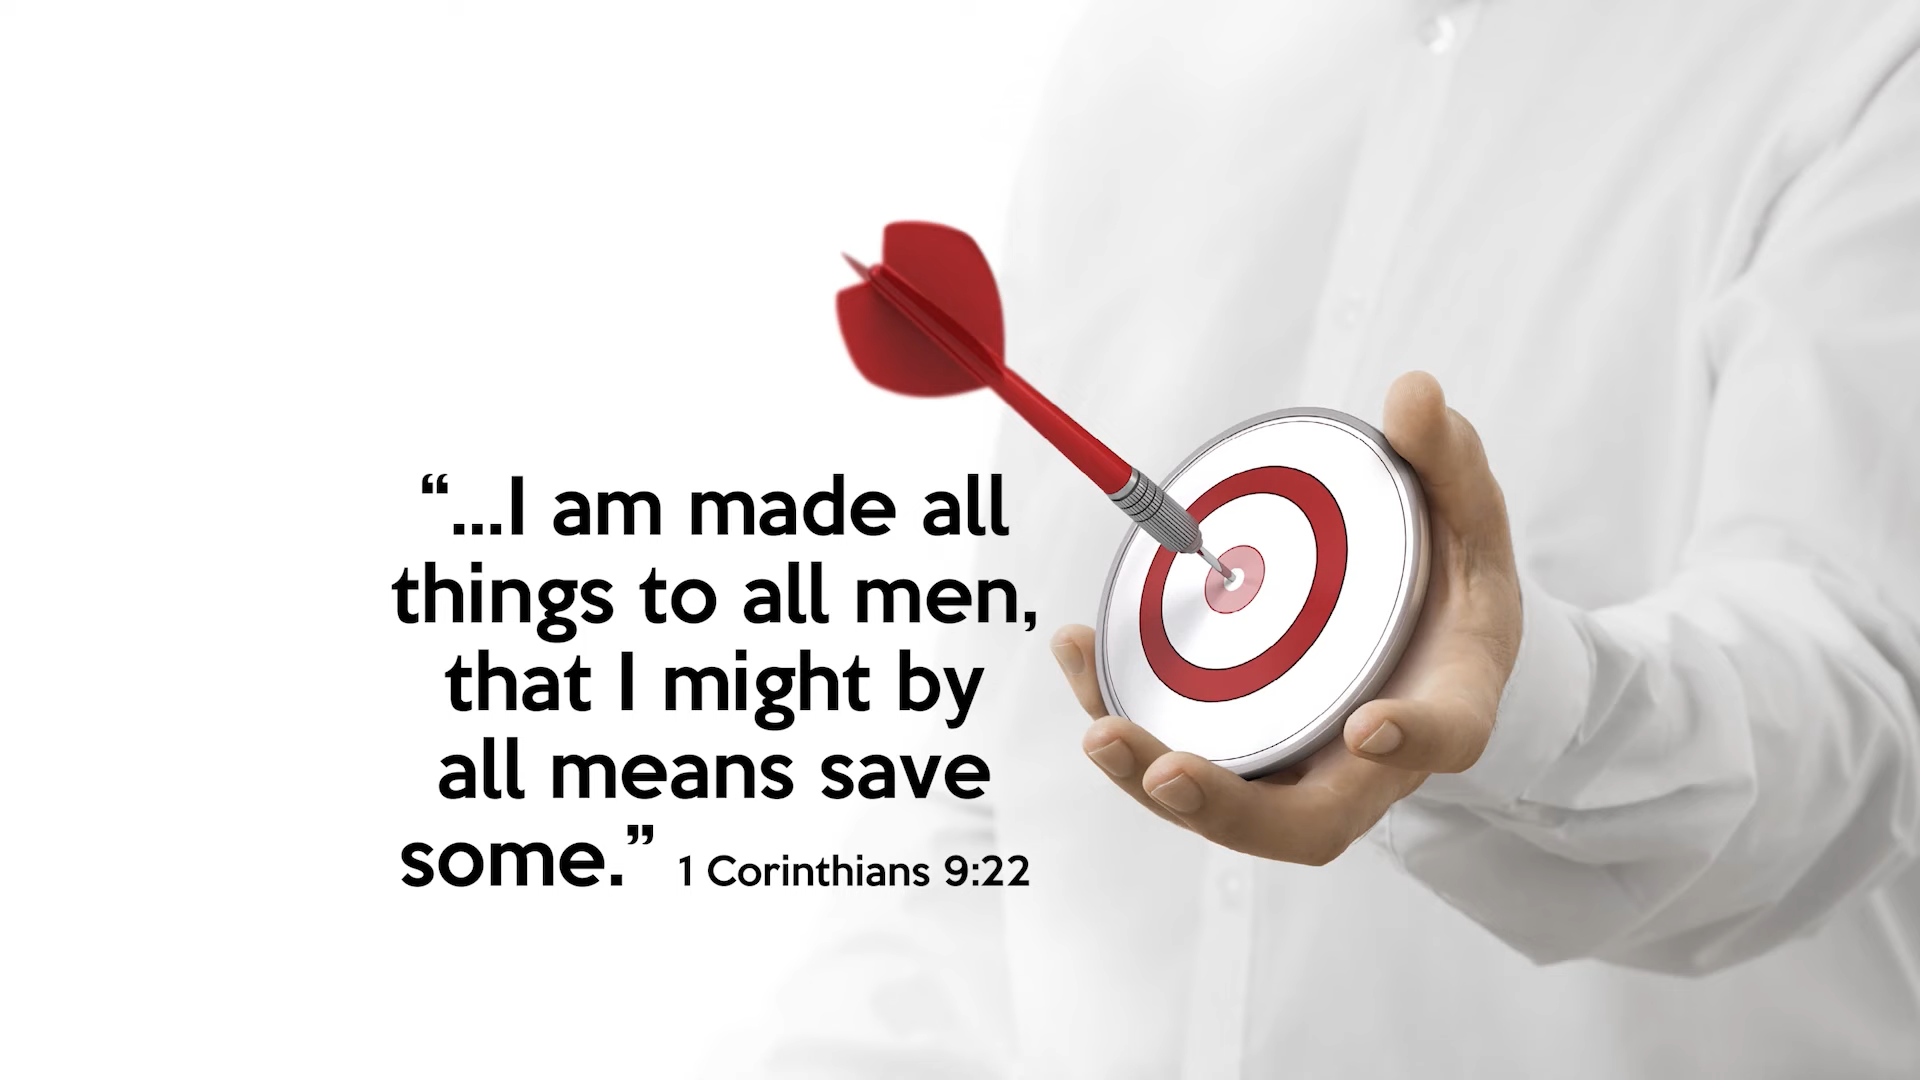 “...I am made all
things to all men,
that I might by
all means save
some.” 1 Corinthians 9:22